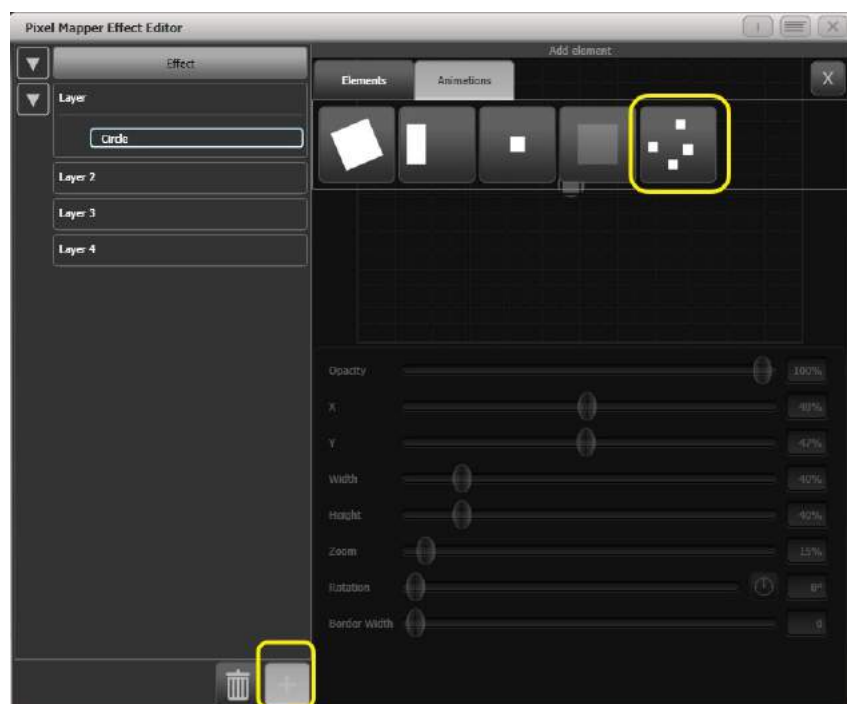 Pixel Mapper Effect Editor
Add element
Effect
Elements
Animations
X
Layer
Circle
Layer 2
Layer 3
Layer 4
Opacity
100%
X
Y
Width
40%
Height
40%
Zoom
15%
Rotation
0°
Border Width
0